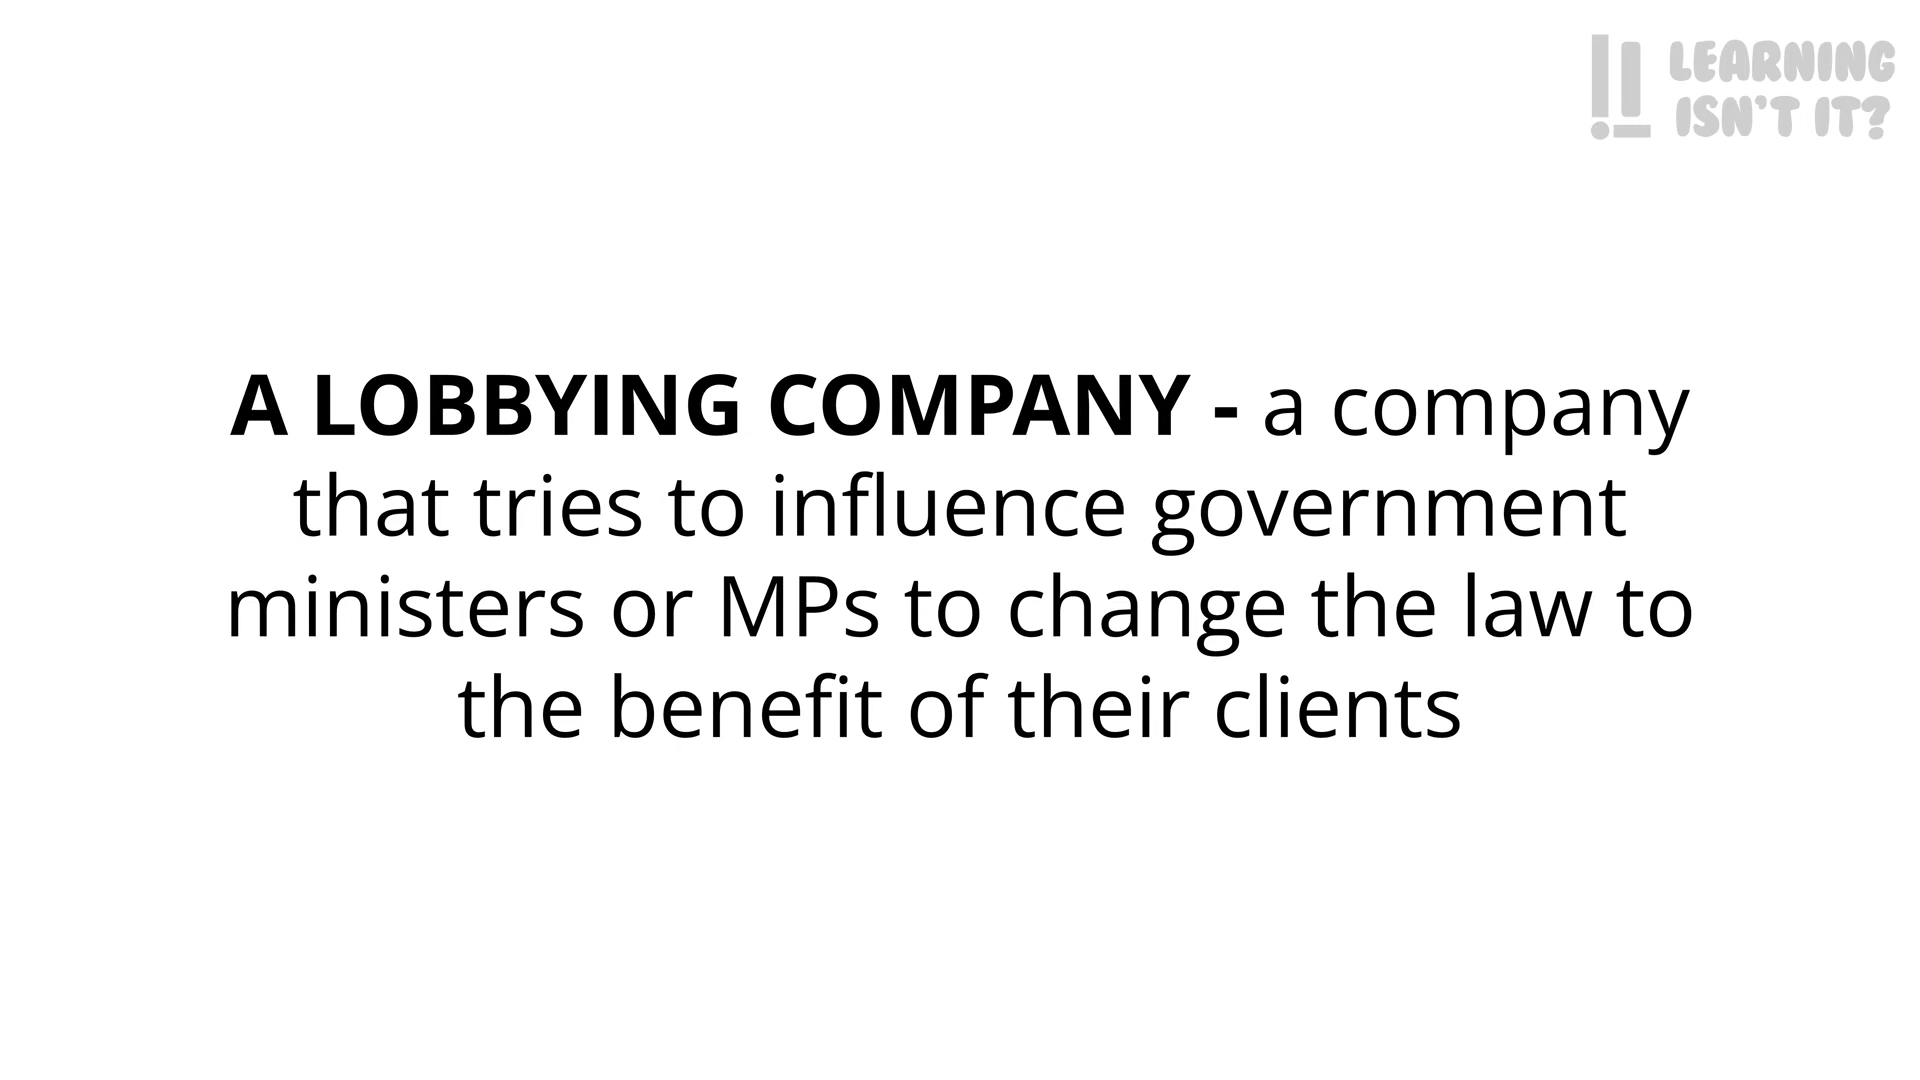 LEARNING
ISN'T IT?
A LOBBYING COMPANY - a company
that tries to influence government
ministers or MPs to change the law to
the benefit of their clients